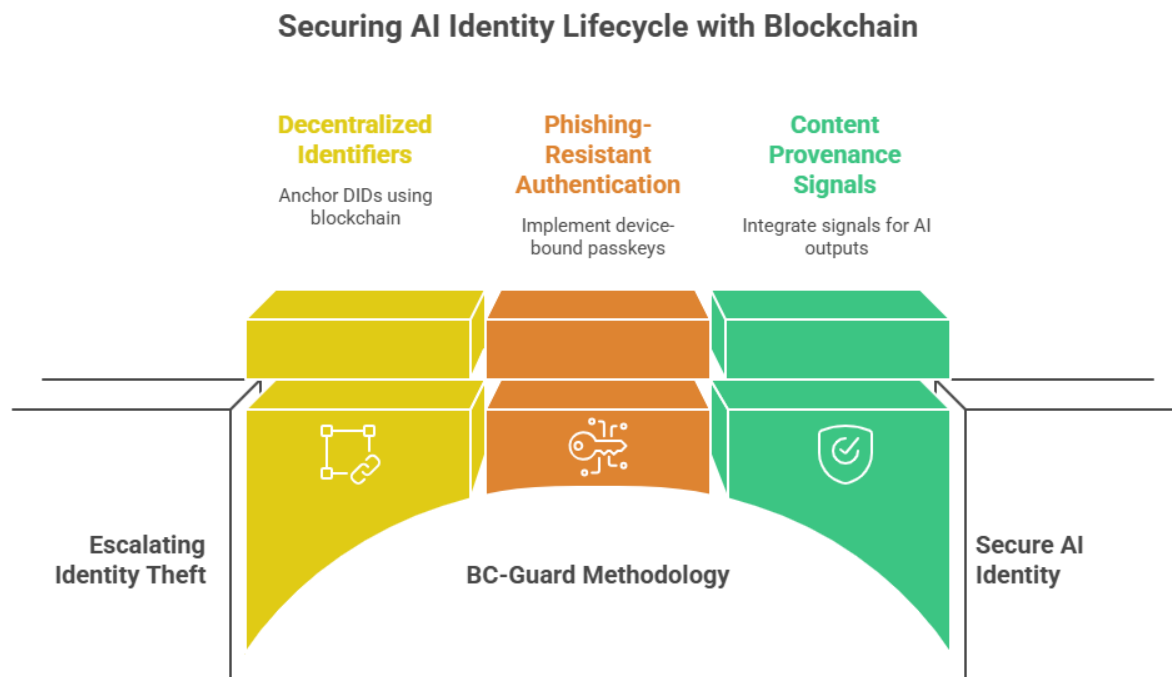 Securing AI Identity Lifecycle with Blockchain
Decentralized
Identifiers
Anchor DIDs using
blockchain
Phishing-
Resistant
Authentication
Implement device-
bound passkeys
Content
Provenance
Signals
Integrate signals for AI
outputs
Escalating
Identity Theft
BC-Guard Methodology
Secure AI
Identity